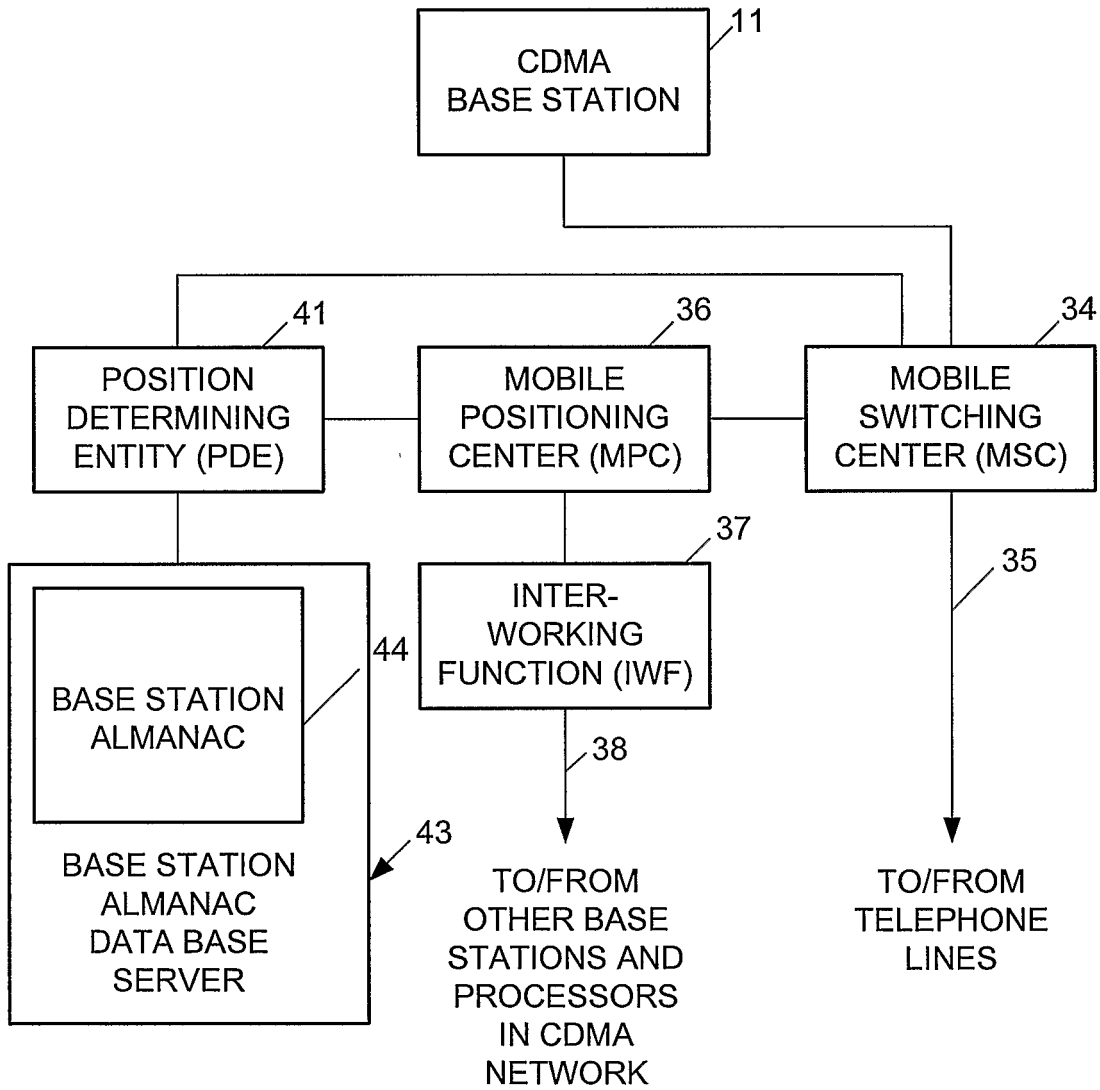 11
CDMA
BASE STATION
41
36
34
POSITION
DETERMINING
ENTITY (PDE)
MOBILE
POSITIONING
CENTER (MPC)
MOBILE
SWITCHING
CENTER (MSC)
37
35
INTER-
WORKING
FUNCTION (IWF)
44
BASE STATION
ALMANAC
38
43
BASE STATION
ALMANAC
DATA BASE
SERVER
TO/FROM
OTHER BASE
STATIONS AND
PROCESSORS
IN CDMA
NETWORK
TO/FROM
TELEPHONE
LINES